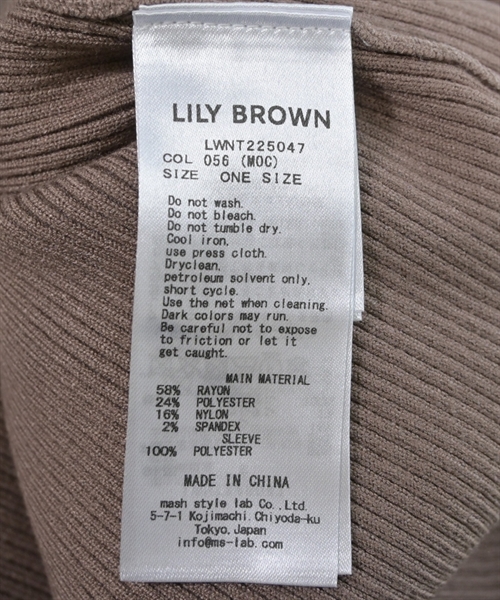 LILY BROWN
LWNT225047
COL 056 (MOC)
SIZE ONE SIZE
Do not wash.
Do not bleach.
Do not tumble dry.
Cool iron,
use press cloth.
Dryclean,
petroleum solvent only,
short cycle.
Use the net when cleaning.
Dark colors may run.
Be careful not to expose
to friction or let it
get caught.
MAIN MATERIAL
58% RAYON
24% POLYESTER
16% NYLON
2% SPANDEX
SLEEVE
100% POLYESTER
MADE IN CHINA
mash style lab Co.,Ltd.
5-7-1 Kojimachi,Chiyoda-ku
Tokyo,Japan
info@ms-lab.com